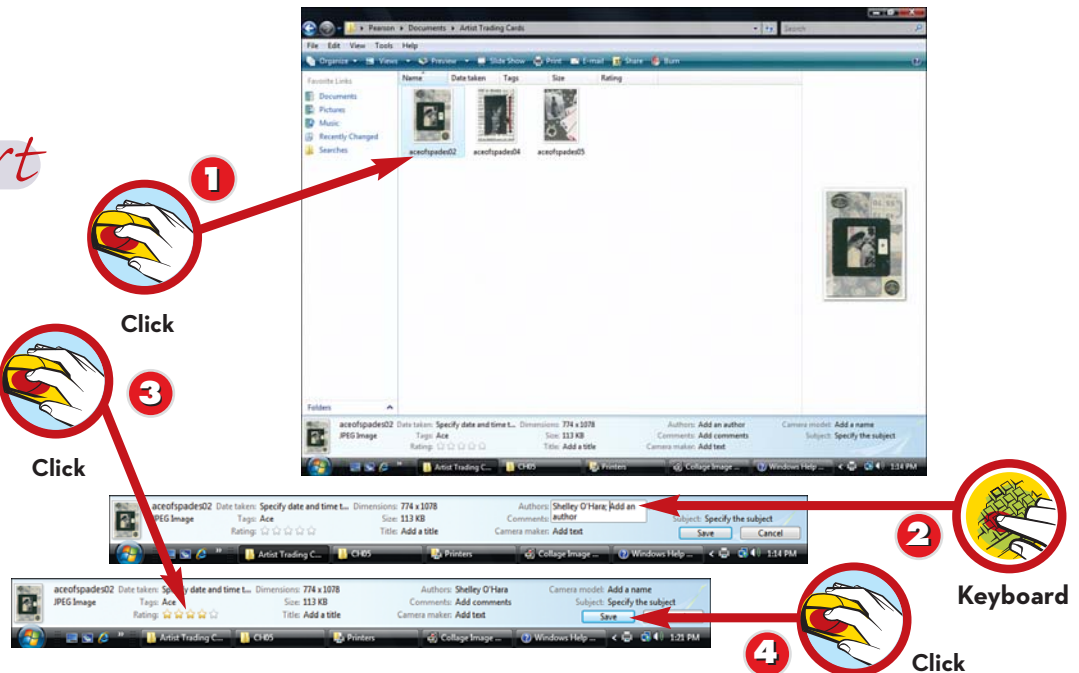 Pearson ▸ Documents ▸ Artist Trading Cards
Search
File Edit View Tools Help
Organize Views Preview Slide Show Print E-mail Share Burn
Favorite Links
Name Date taken Tags Size Rating
Documents
Pictures
Music
Recently Changed
Searches
aceofspades02 aceofspades04 aceofspades05
rt
1
Click
3
Click
Folders
aceofspades02 Date taken: Specify date and time t... Dimensions: 774 x 1078 Authors: Add an author Camera model: Add a name
JPEG Image Tags: Ace Size: 113 KB Comments: Add comments Subject: Specify the subject
Rating: Title: Add a title Camera maker: Add text
Artist Trading C... CH05 Printers Collage Image ... Windows Help ... 1:14 PM
aceofspades02 Date taken: Specify date and time t... Dimensions: 774 x 1078 Authors: Shelley O'Hara; Add an author
JPEG Image Tags: Ace Size: 113 KB Comments: Subject: Specify the subject
Rating: Title: Add a title Camera maker: Add text Save Cancel
Artist Trading C... CH05 Printers Collage Image ... Windows Help ... 1:14 PM
2
Keyboard
aceofspades02 Date taken: Specify date and time t... Dimensions: 774 x 1078 Authors: Shelley O'Hara Camera model: Add a name
JPEG Image Tags: Ace Size: 113 KB Comments: Add comments Subject: Specify the subject
Rating: Title: Add a title Camera maker: Add text Save
Artist Trading C... CH05 Printers Collage Image ... Windows Help ... 1:21 PM
4
Click